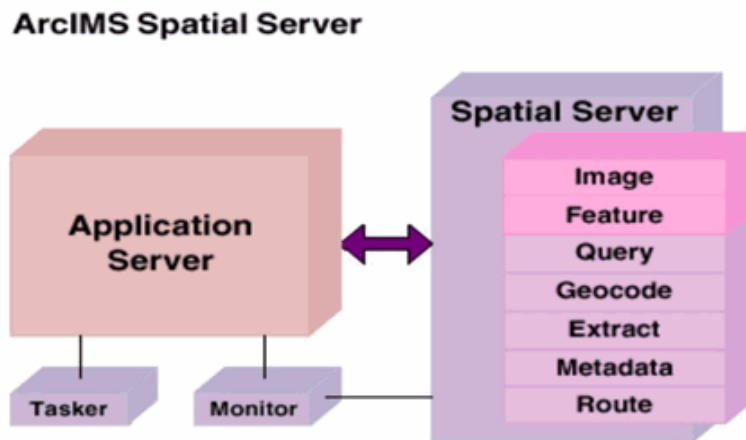 ArcIMS Spatial Server
Spatial Server
Application
Server
Image
Feature
Query
Geocode
Extract
Metadata
Route
Tasker
Monitor